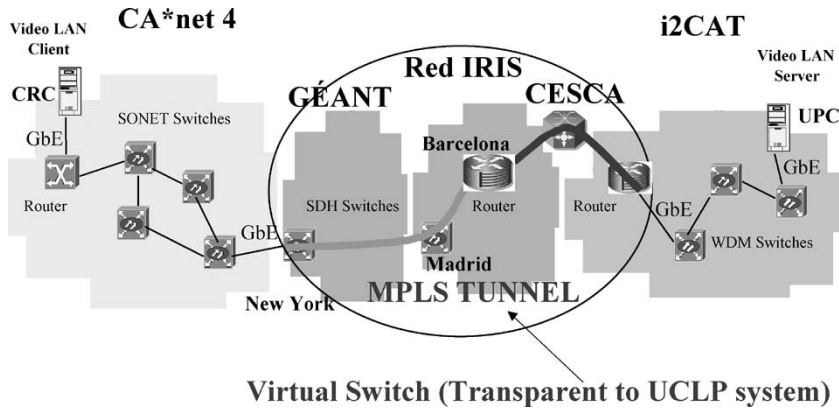 CA*net 4
i2CAT
Video LAN
Client
Video LAN
Server
Red IRIS
CRC
GÉANT
CESCA
UPC
SONET Switches
GbE
Barcelona
GbE
Router
SDH Switches
Router
Router
GbE
GbE
WDM Switches
Madrid
New York
MPLS TUNNEL
Virtual Switch (Transparent to UCLP system)